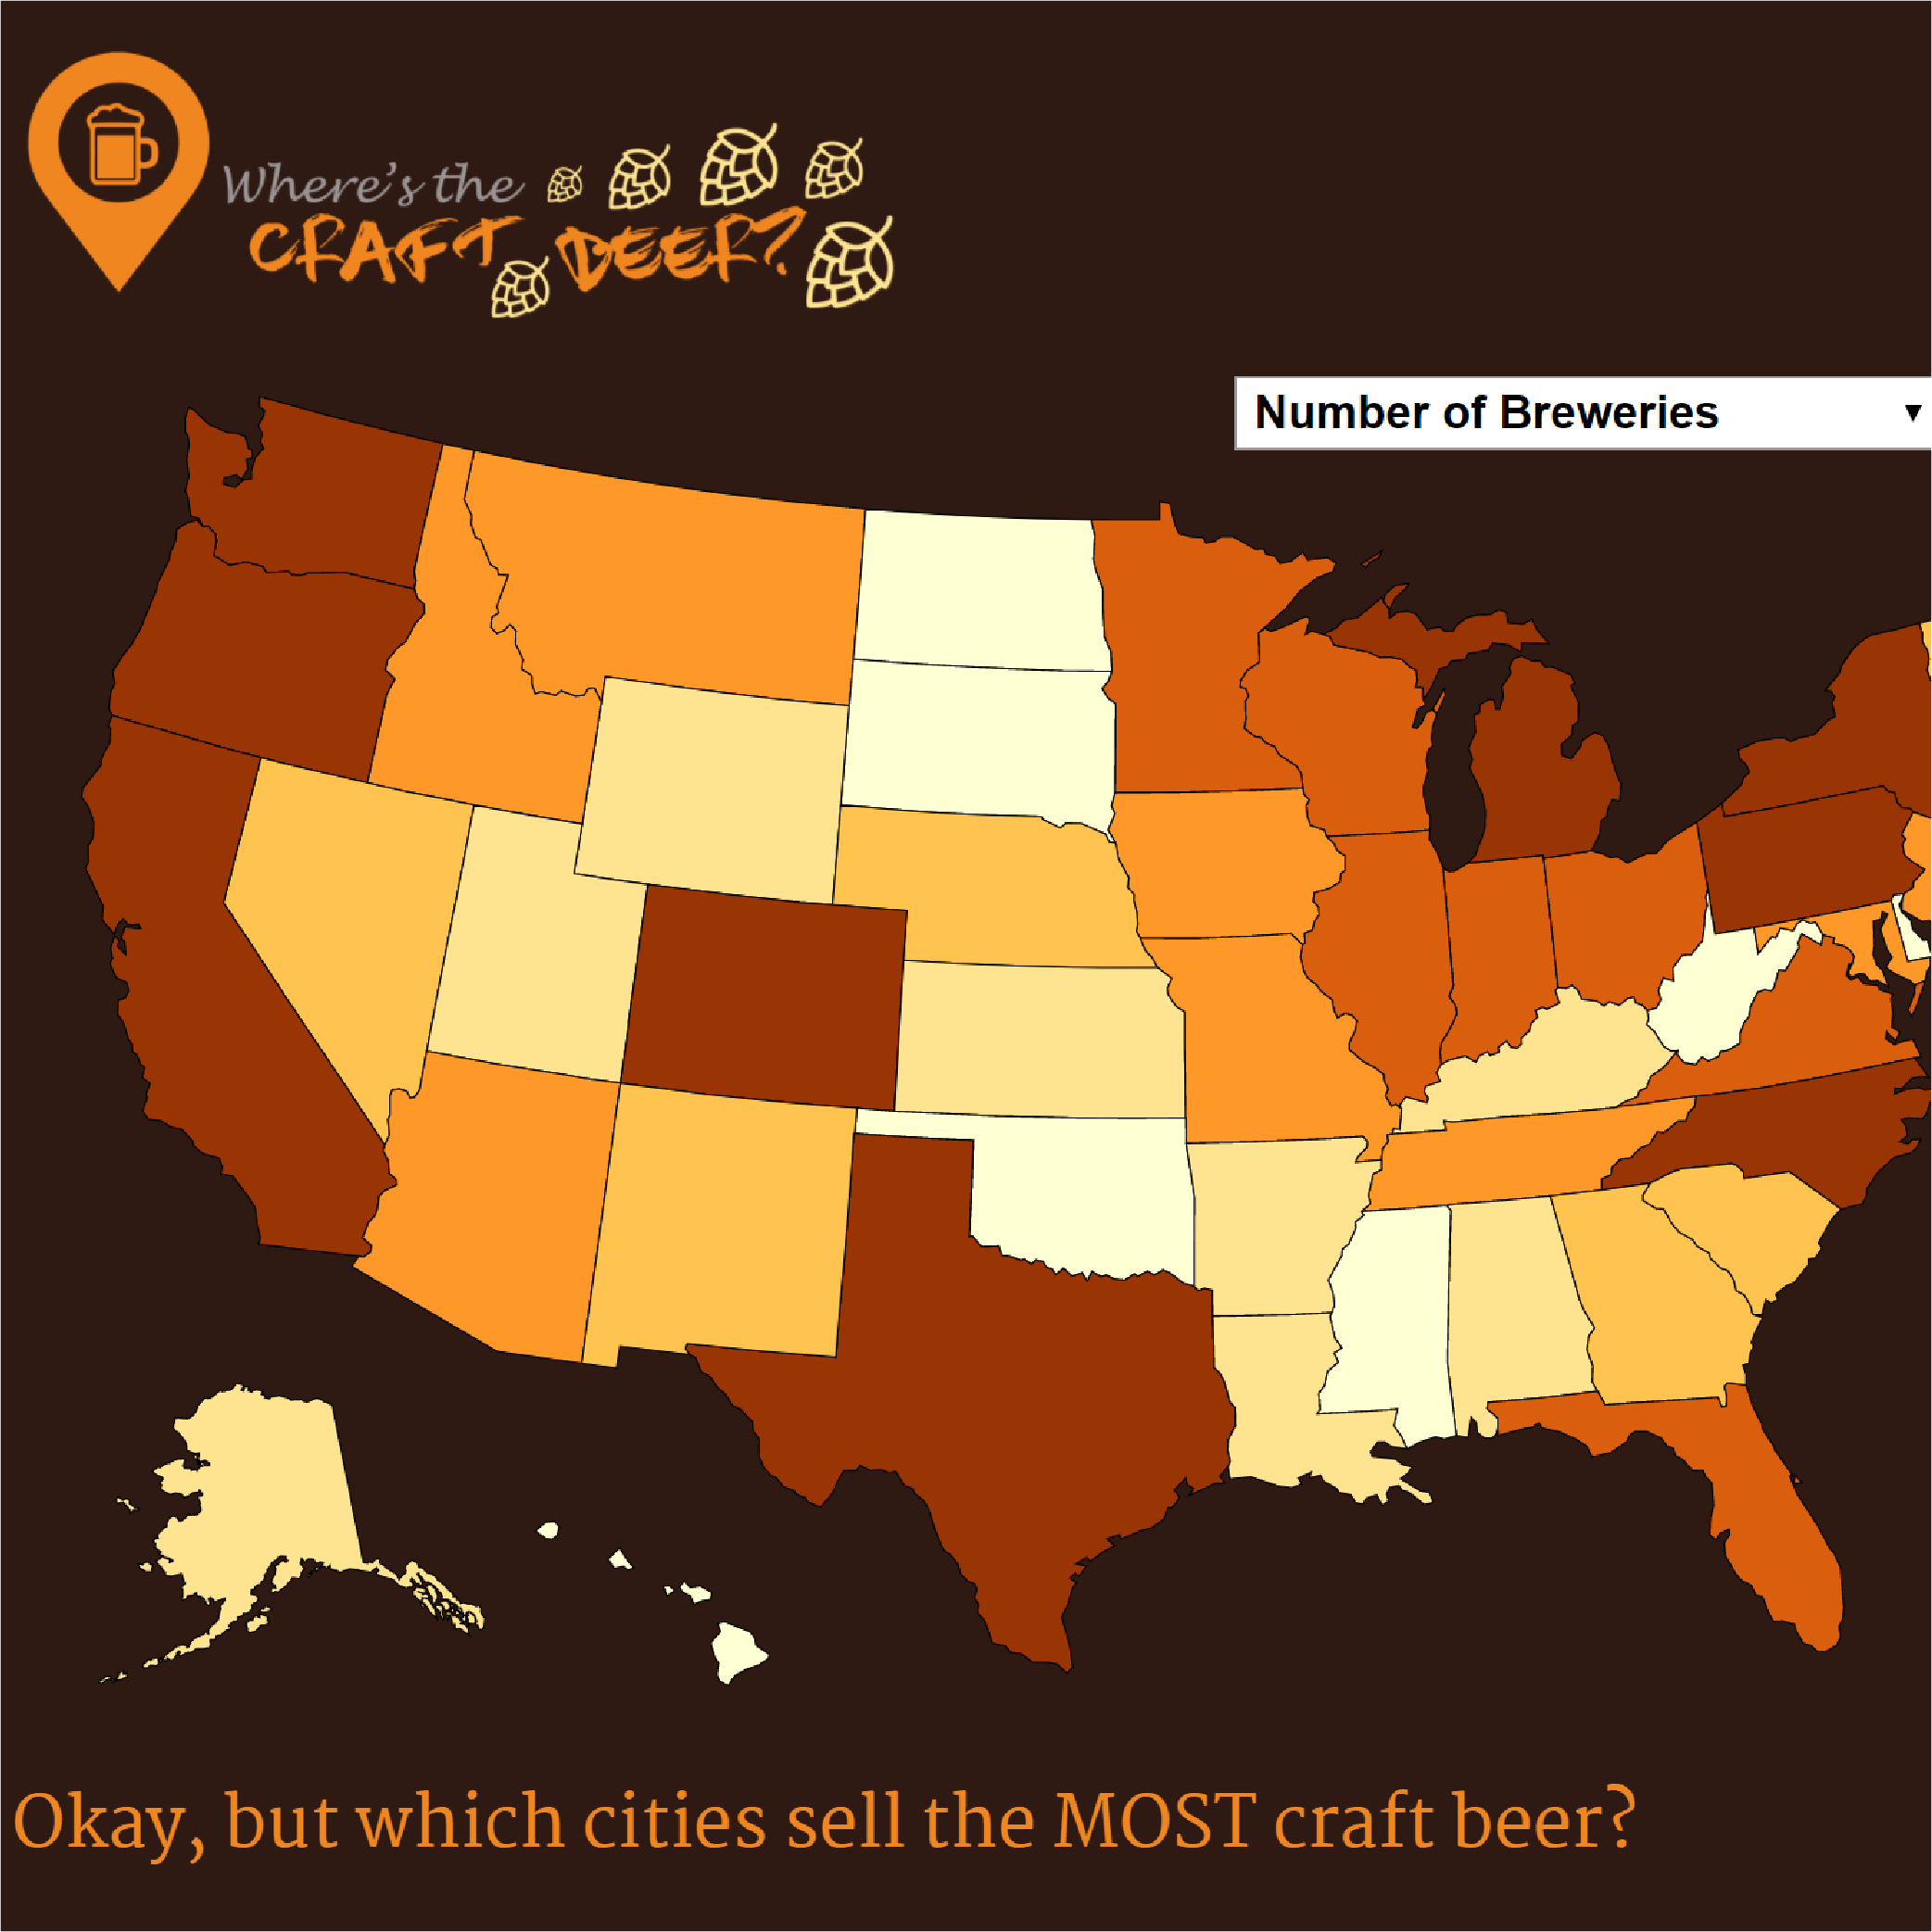 Where's the
CRAFT BEER?
Number of Breweries
Okay, but which cities sell the MOST craft beer?